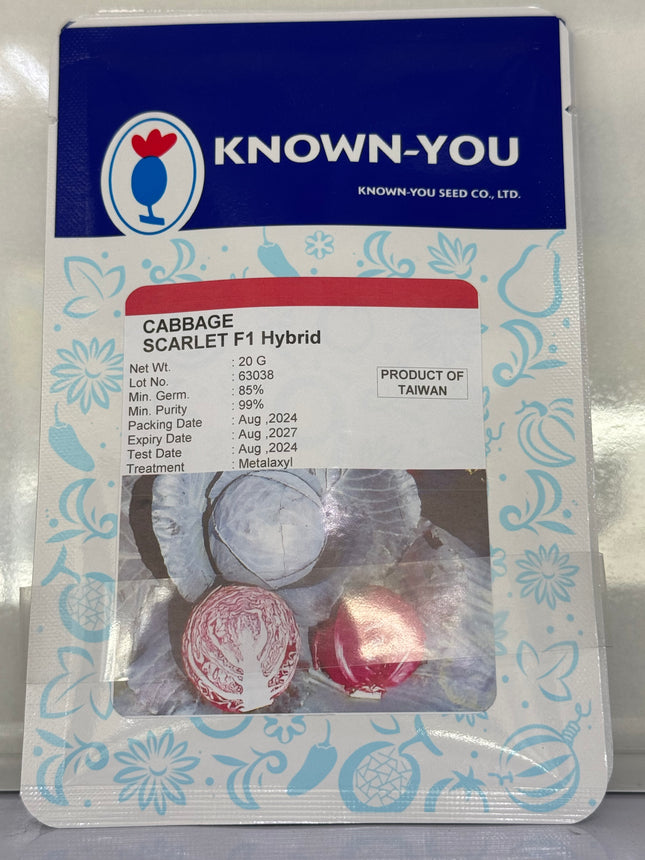 KNOWN-YOU
KNOWN-YOU SEED CO., LTD.
CABBAGE
SCARLET F1 Hybrid
Net Wt. : 20 G
Lot No. : 63038
Min. Germ. : 85%
Min. Purity : 99%
Packing Date : Aug ,2024
Expiry Date : Aug ,2027
Test Date : Aug ,2024
Treatment : Metalaxyl
PRODUCT OF
TAIWAN